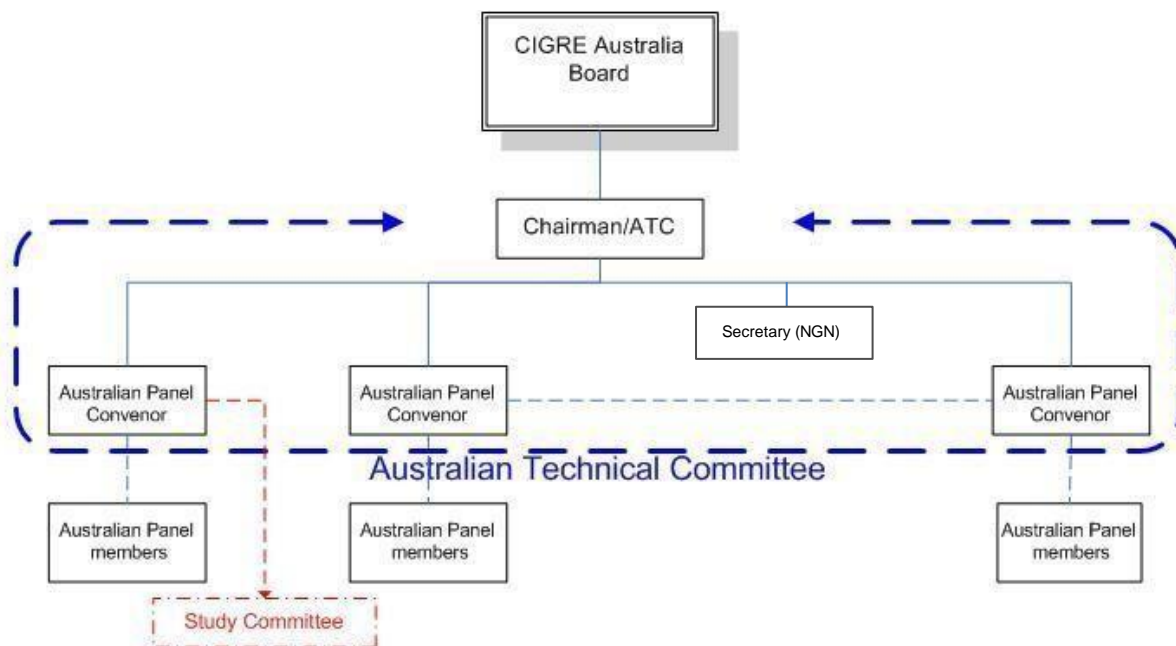 CIGRE Australia
Board
Chairman/ATC
Secretary (NGN)
Australian Panel
Convenor
Australian Panel
Convenor
Australian Panel
Convenor
Australian Technical Committee
Australian Panel
members
Australian Panel
members
Australian Panel
members
Study Committee